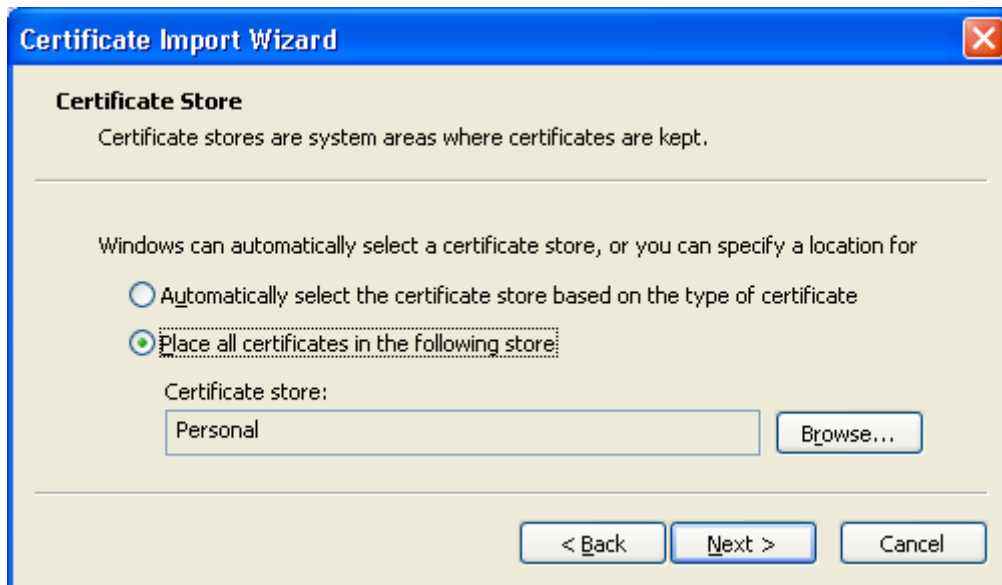 Certificate Import Wizard
Certificate Store
Certificate stores are system areas where certificates are kept.
Windows can automatically select a certificate store, or you can specify a location for
Automatically select the certificate store based on the type of certificate
Place all certificates in the following store
Certificate store:
Personal
Browse...
< Back
Next >
Cancel